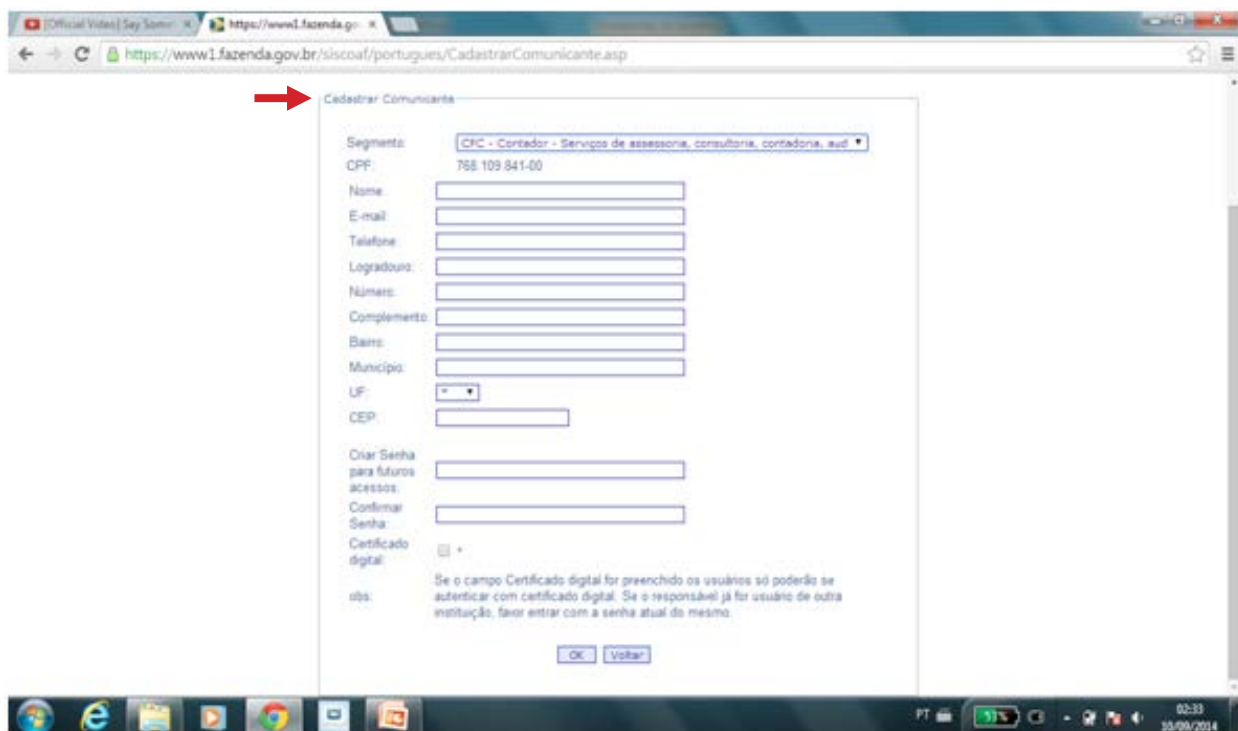 [Official Video] Say Some
https://www1.fazenda.go
https://www1.fazenda.gov.br/siscoaf/portugues/CadastrarComunicante.asp
Cadastrar Comunicante
Segmento: CFC - Contador - Serviços de assessoria, consultoria, contadoria, aud
CPF: 768.109.841-00
Nome:
E-mail:
Telefone:
Logradouro:
Número:
Complemento:
Bairro:
Município:
UF: *
CEP:
Criar Senha
para futuros
acessos:
Confirmar
Senha:
Certificado
digital: *
Se o campo Certificado digital for preenchido os usuários só poderão se
obs: autenticar com certificado digital. Se o responsável já for usuário de outra
instituição, favor entrar com a senha atual do mesmo.
OK Voltar
PT 51% 02:33
10/09/2014